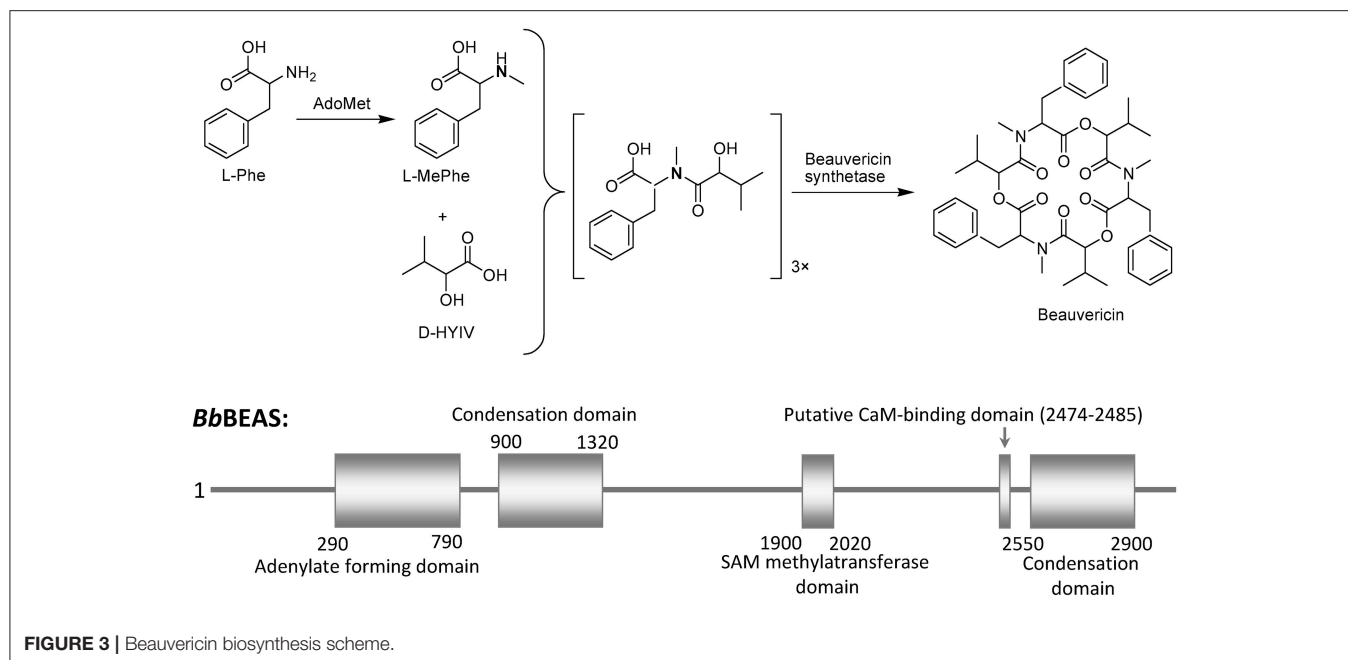 OH
O
NH₂
L-Phe
AdoMet
OH
O
H
N
L-MePhe
+
O
OH
OH
D-HYIV
O
OH
N
O
OH
3×
Beauvericin
synthetase
N
O
O
O
O
N
O
O
O
O
N
O
Beauvericin
BbBEAS:
Condensation domain
900 1320
Putative CaM-binding domain (2474-2485)
1
290 790
Adenylate forming domain
1900 2020
SAM methylatransferase
domain
2550 2900
Condensation
domain
FIGURE 3 | Beauvericin biosynthesis scheme.